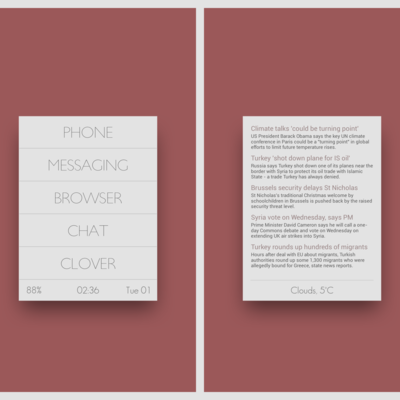 PHONE
MESSAGING
BROWSER
CHAT
CLOVER
88% 02:36 Tue 01
Climate talks 'could be turning point'
US President Barack Obama says the key UN climate
conference in Paris could be a "turning point" in global
efforts to limit future temperature rises.
Turkey 'shot down plane for IS oil'
Russia says Turkey shot down one of its planes near the
border with Syria to protect its oil trade with Islamic
State - a trade Turkey has always denied.
Brussels security delays St Nicholas
St Nicholas's traditional Christmas welcome by
schoolchildren in Brussels is pushed back by the raised
security threat level.
Syria vote on Wednesday, says PM
Prime Minister David Cameron says he will call a one-
day Commons debate and vote on Wednesday on
extending UK air strikes into Syria.
Turkey rounds up hundreds of migrants
Hours after deal with EU about migrants, Turkish
authorities round up some 1,300 migrants who were
allegedly bound for Greece, state news reports.
Clouds, 5°C